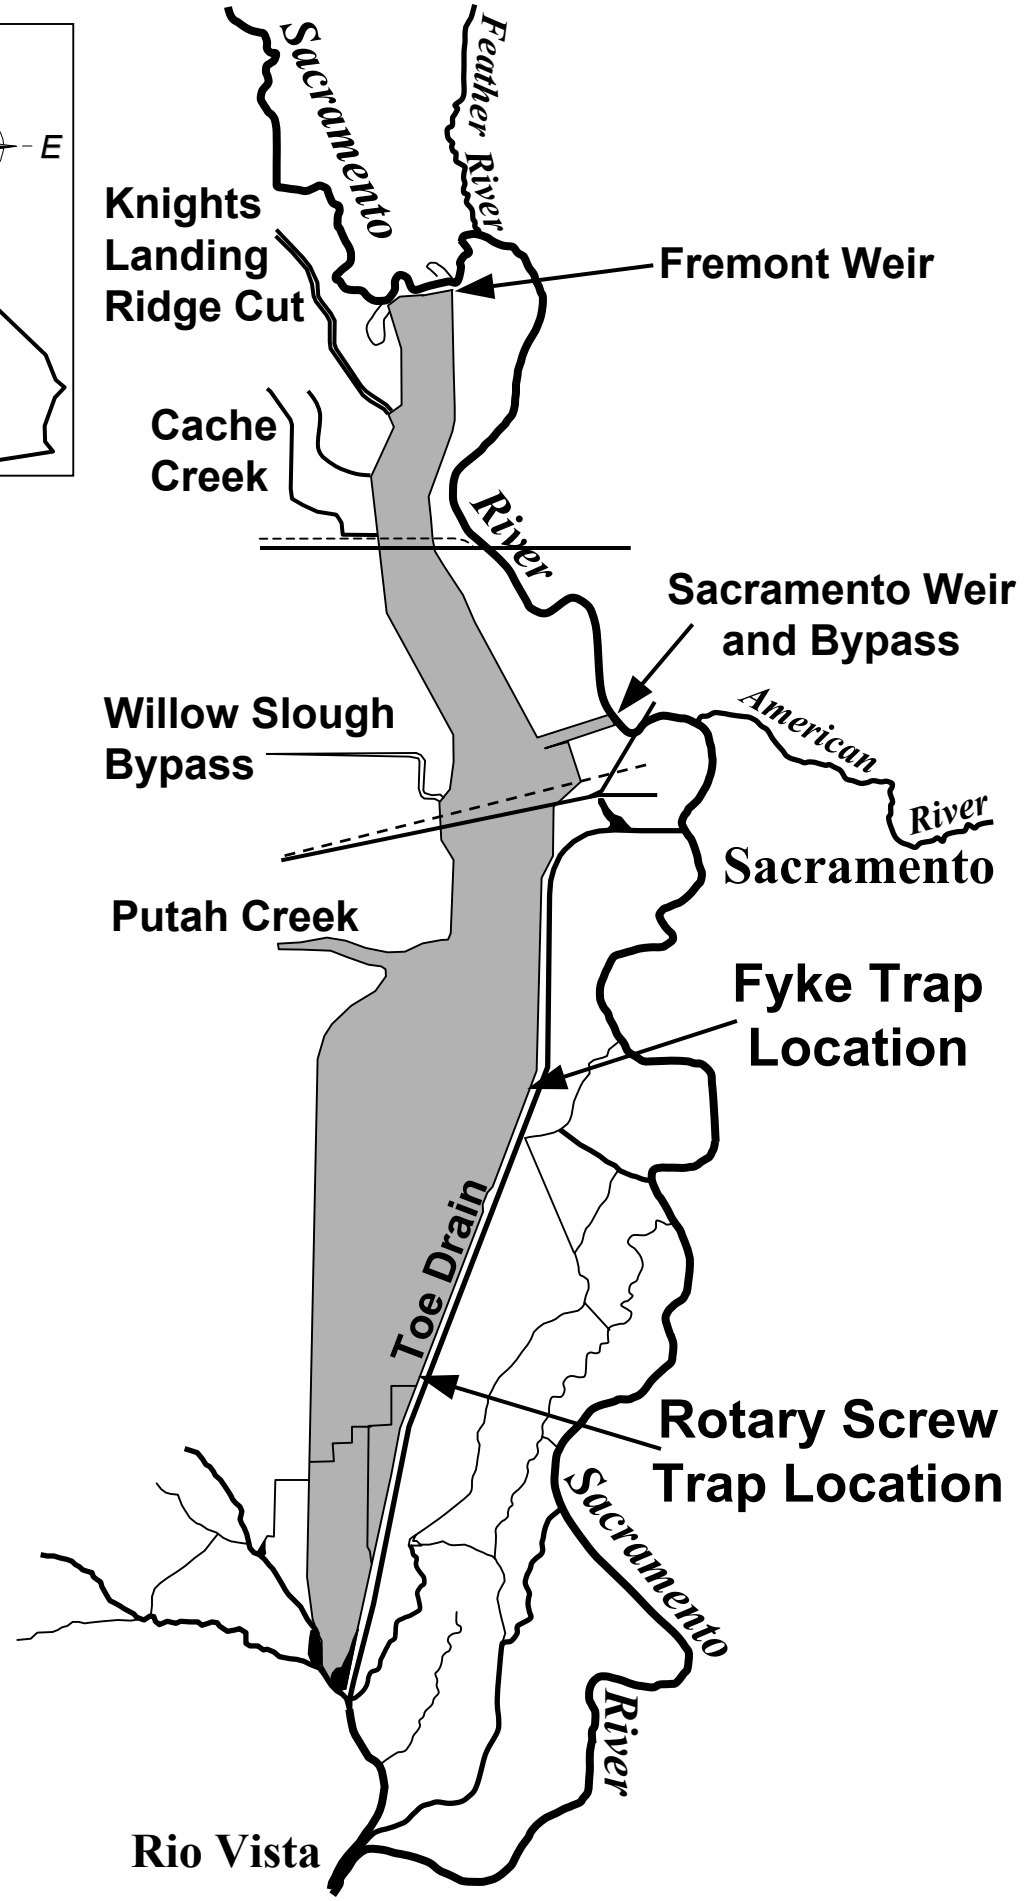 Sacramento
Feather River
E
Knights
Landing
Ridge Cut
Fremont Weir
Cache
Creek
River
Sacramento Weir
and Bypass
Willow Slough
Bypass
American
River
Sacramento
Putah Creek
Fyke Trap
Location
Toe Drain
Rotary Screw
Trap Location
Sacramento
River
Rio Vista